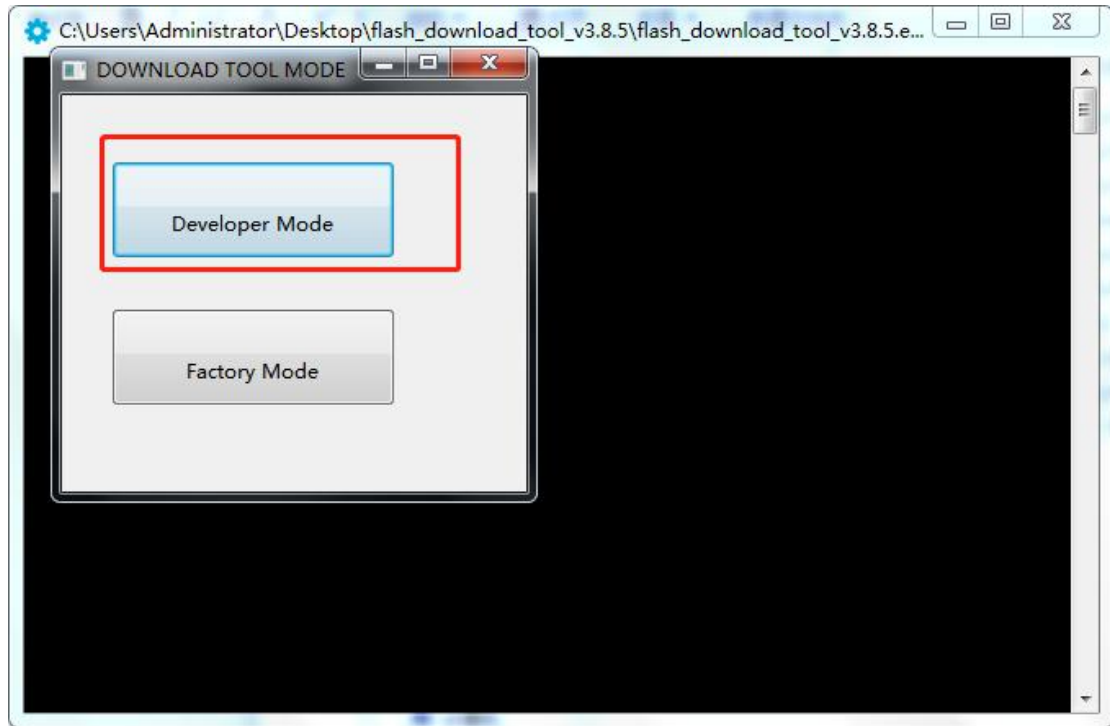 C:\Users\Administrator\Desktop\flash_download_tool_v3.8.5\flash_download_tool_v3.8.5.e...
DOWNLOAD TOOL MODE
Developer Mode
Factory Mode